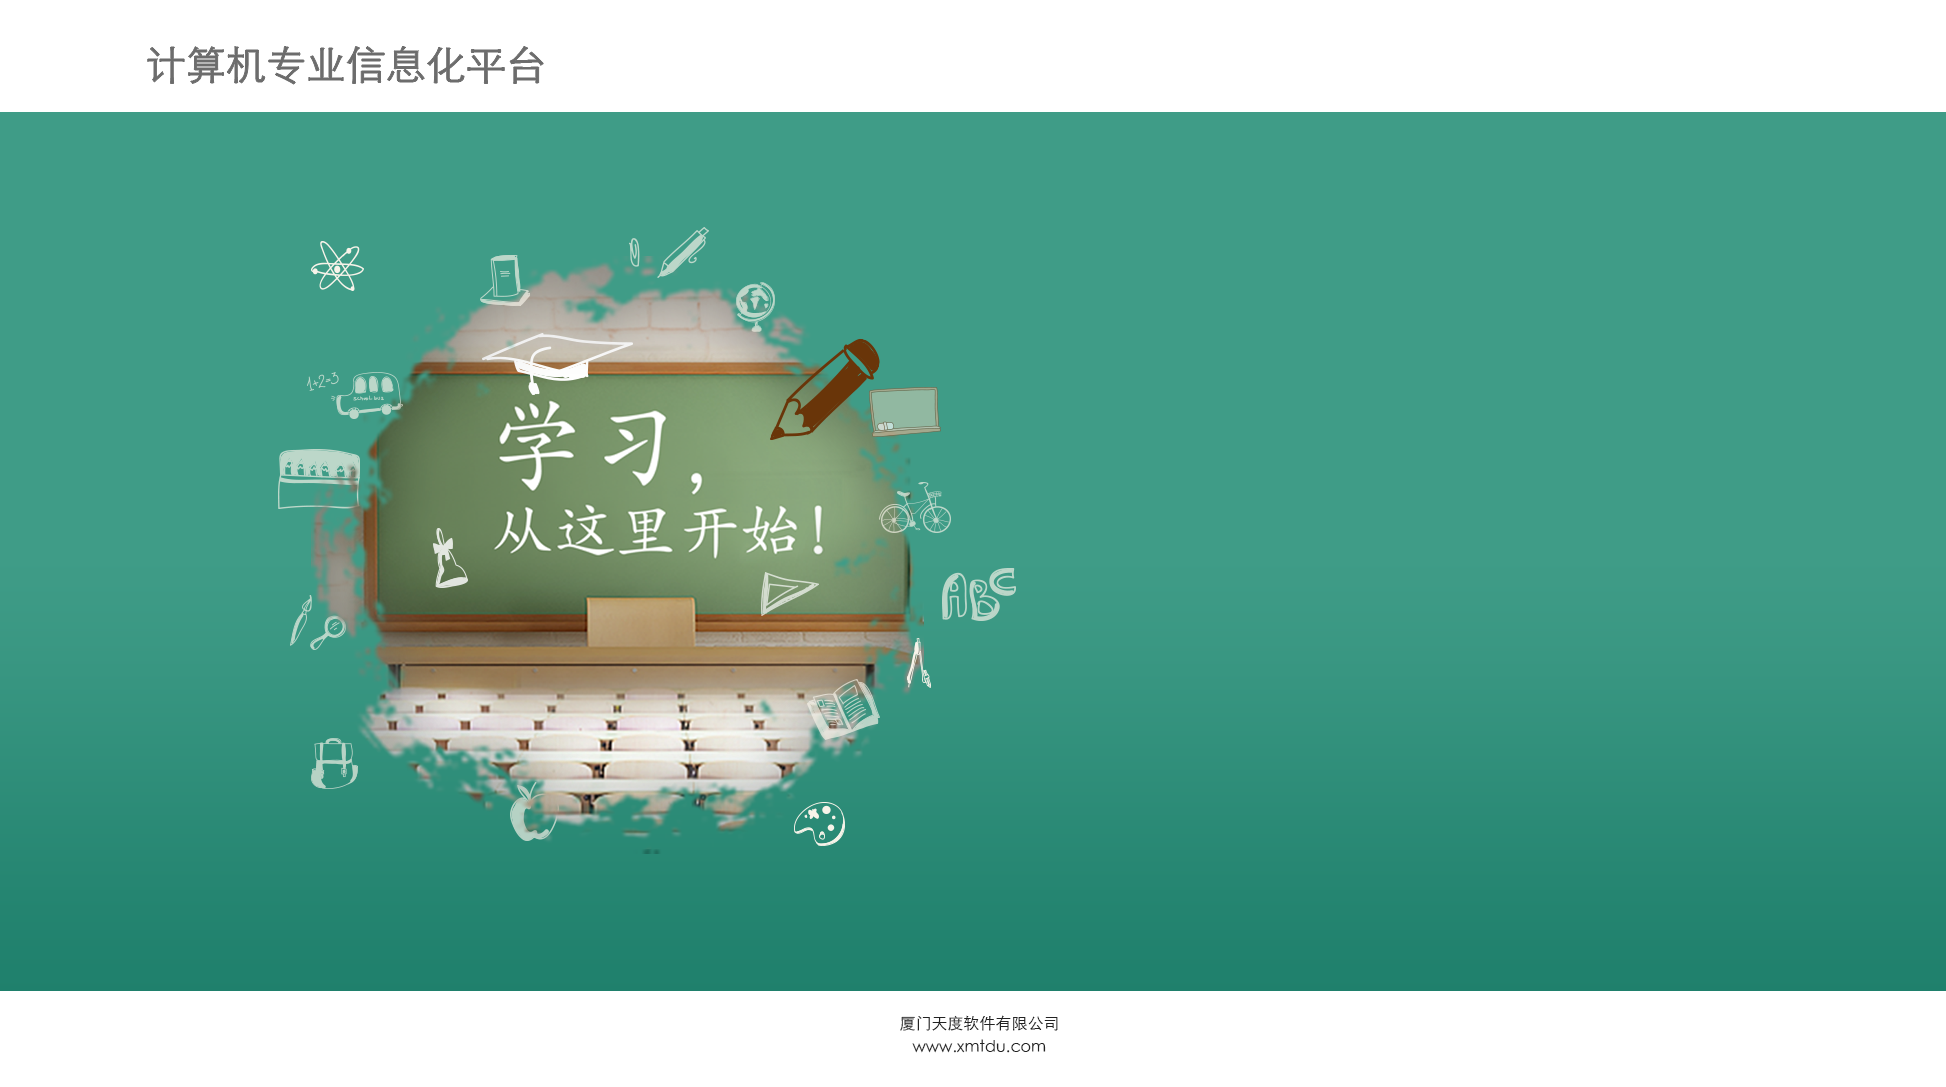 计算机专业信息化平台
1+2=3
school bus
学习，
从这里开始！
ABC
厦门天度软件有限公司
www.xmtdu.com